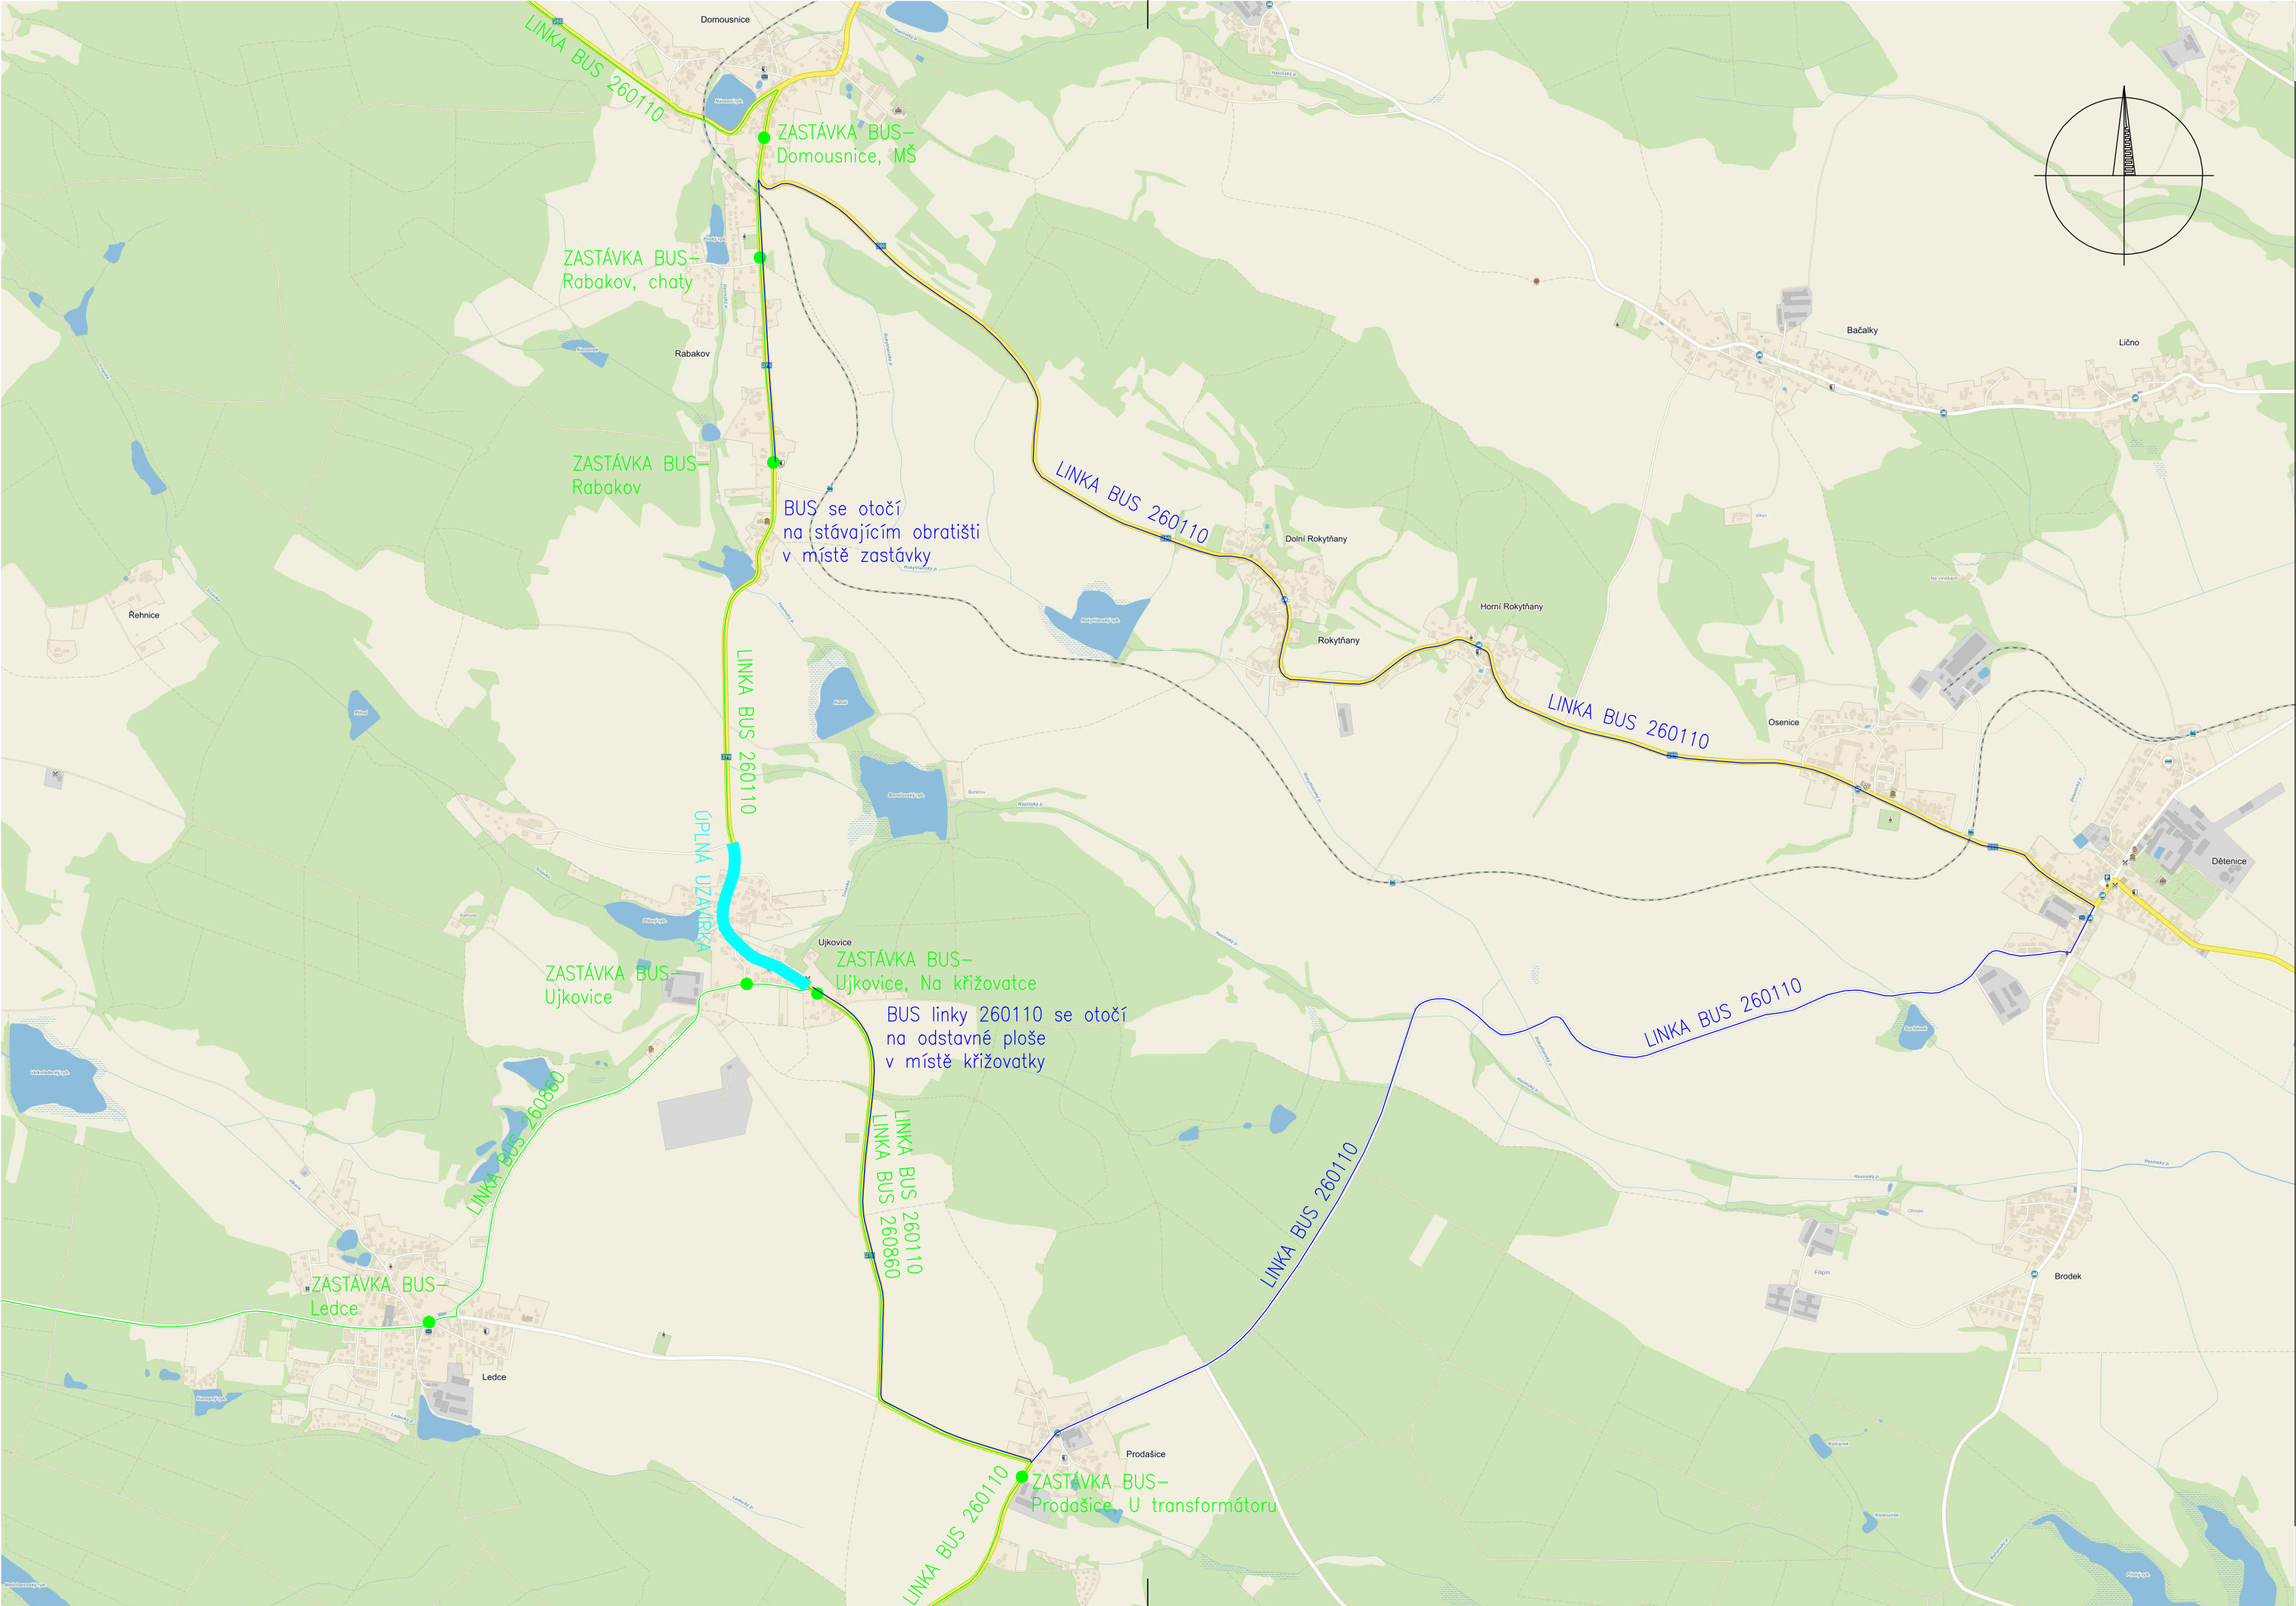 Domousnice
LINKA BUS 260110
ZASTÁVKA BUS–
Domousnice, MŠ
ZASTÁVKA BUS–
Rabakov, chaty
Bačalky
Lično
Rabakov
ZASTÁVKA BUS–
Rabakov
LINKA BUS 260110
BUS se otočí
na stávajícím obratišti
v místě zastávky
Dolní Rokytňany
Horní Rokytňany
Řehnice
Rokytňany
LINKA BUS 260110
LINKA BUS 260110
Osenice
ÚPLNÁ UZAVÍRKA
Dětenice
Ujkovice
ZASTÁVKA BUS–
Ujkovice, Na křižovatce
ZASTÁVKA BUS–
Ujkovice
BUS linky 260110 se otočí
na odstavné ploše
v místě křižovatky
LINKA BUS 260110
LINKA BUS 260860
LINKA BUS 260110
LINKA BUS 260860
LINKA BUS 260110
Filipín
Brodek
ZASTÁVKA BUS–
Ledce
Ledce
Prodašice
LINKA BUS 260110
ZASTÁVKA BUS–
Prodašice, U transformátoru